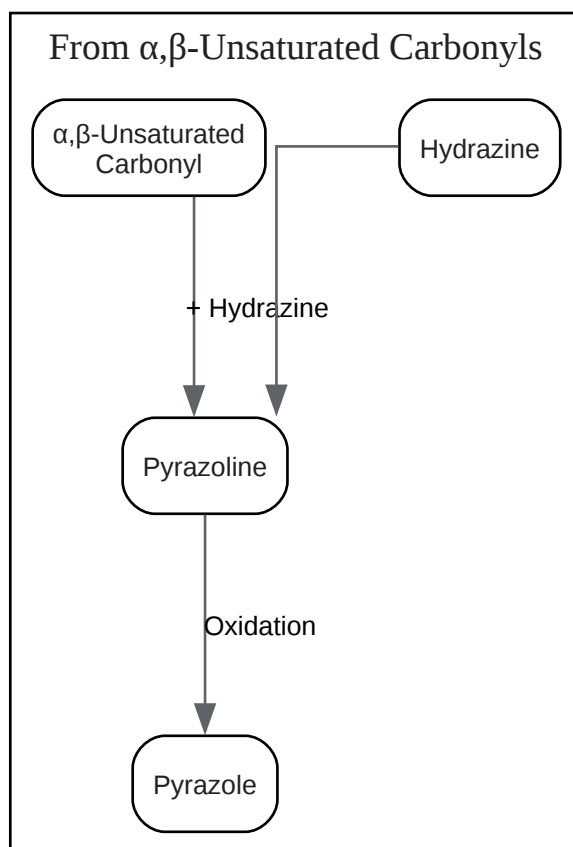 From α,β-Unsaturated Carbonyls
α,β-Unsaturated
Carbonyl
Hydrazine
+ Hydrazine
Pyrazoline
Oxidation
Pyrazole